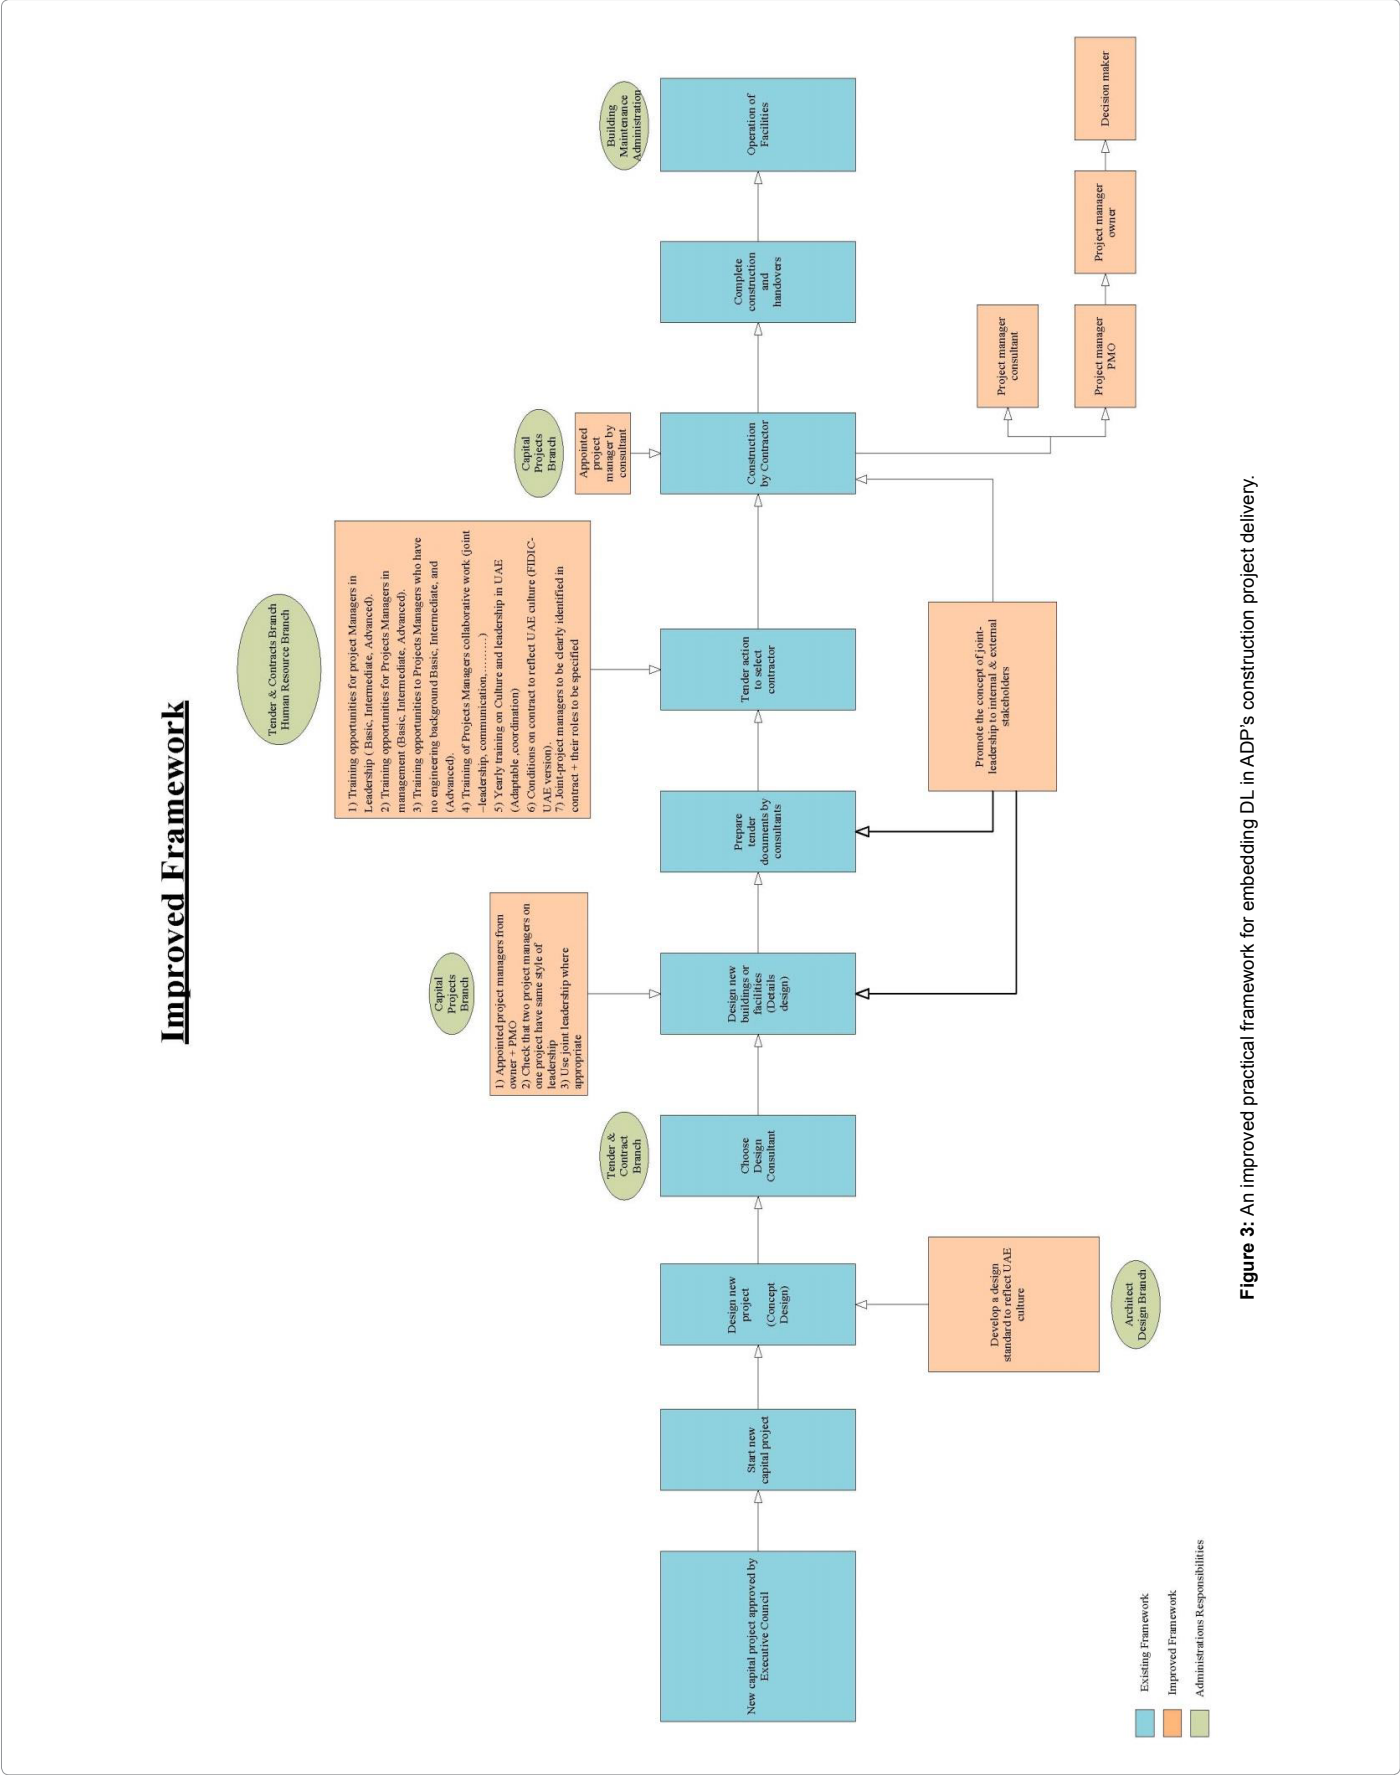 Improved Framework
Tender & Contracts Branch
Human Resource Branch
1) Training opportunities for project Managers in
Leadership ( Basic, Intermediate, Advanced).
2) Training opportunities for Projects Managers in
management (Basic, Intermediate, Advanced).
3) Training opportunities to Projects Managers who have
no engineering background Basic, Intermediate, and
(Advanced).
4) Training of Projects Managers collaborative work (joint
–leadership, communication,…………)
5) Yearly training on Culture and leadership in UAE
(Adaptable ,coordination)
6) Conditions on contract to reflect UAE culture (FIDIC-
UAE version).
7) Joint-project managers to be clearly identified in
contract + their roles to be specified
Capital
Projects
Branch
1) Appointed project managers from
owner + PMO
2) Check that two project managers on
one project have same style of
leadership
3) Use joint leadership where
appropriate
Capital
Projects
Branch
Appointed
project
manager by
consultant
Tender &
Contract
Branch
Building
Maintenance
Administration
New capital project approved by
Executive Council
Start new
capital project
Design new
project
(Concept
Design)
Choose
Design
Consultant
Design new
buildings or
facilities
(Details
design)
Prepare
tender
documents by
consultants
Tender action
to select
contractor
Construction
by Contractor
Complete
construction
and
handovers
Operation of
Facilities
Develop a design
standard to reflect UAE
culture
Architect
Design Branch
Promote the concept of joint-
leadership to internal & external
stakeholders
Project manager
consultant
Project manager
PMO
Project manager
owner
Decision maker
Existing Framework
Improved Framework
Administrations Responsibilities
Figure 3: An improved practical framework for embedding DL in ADP's construction project delivery.